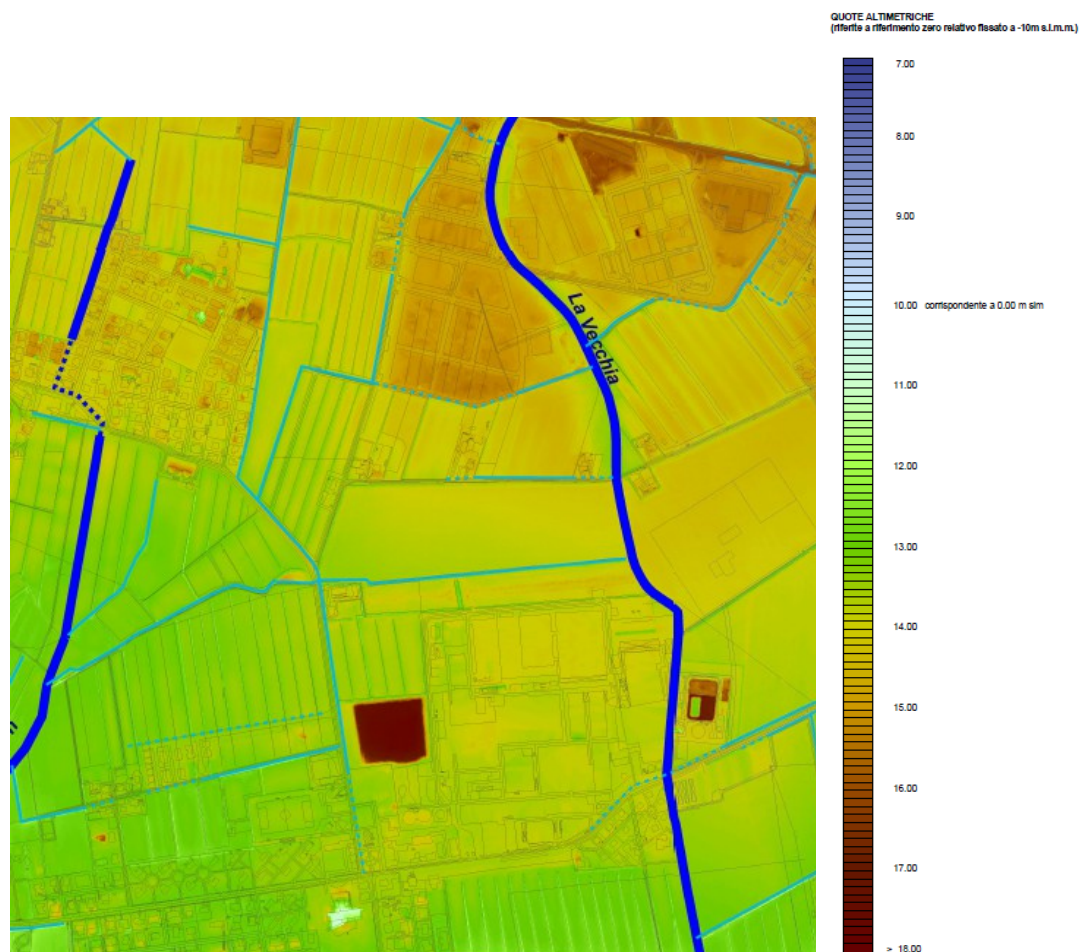 QUOTE ALTIMETRICHE
(riferite a riferimento zero relativo fissato a -10m s.l.m.m.)
7.00
8.00
9.00
10.00 corrispondente a 0.00 m slm
11.00
12.00
13.00
14.00
15.00
16.00
17.00
> 18.00
La Vecchia